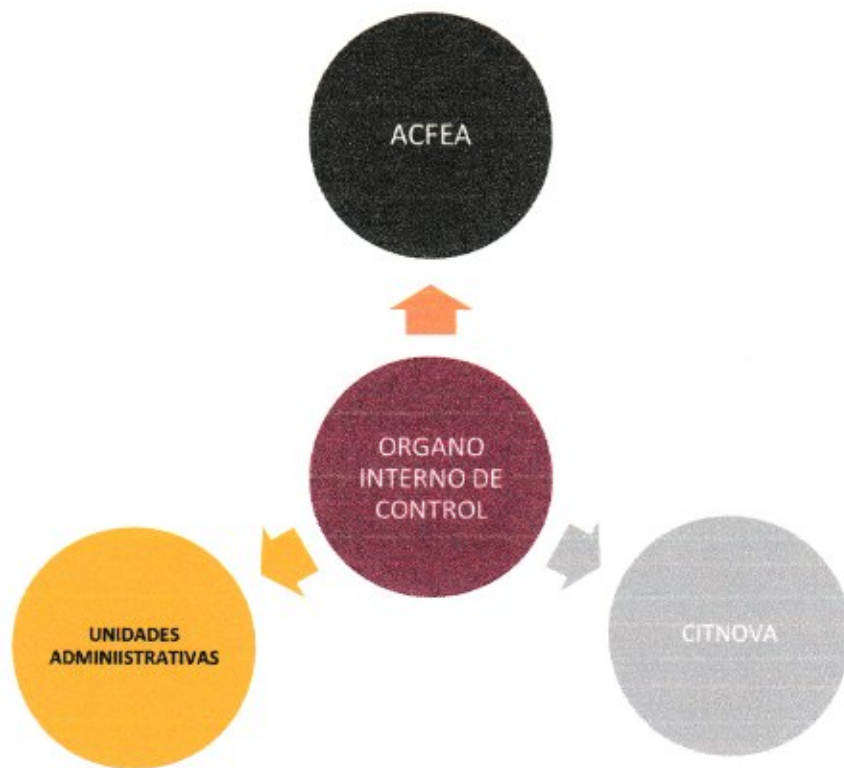 ACFEA
ORGANO
INTERNO DE
CONTROL
UNIDADES
ADMINIISTRATIVAS
CITNOVA